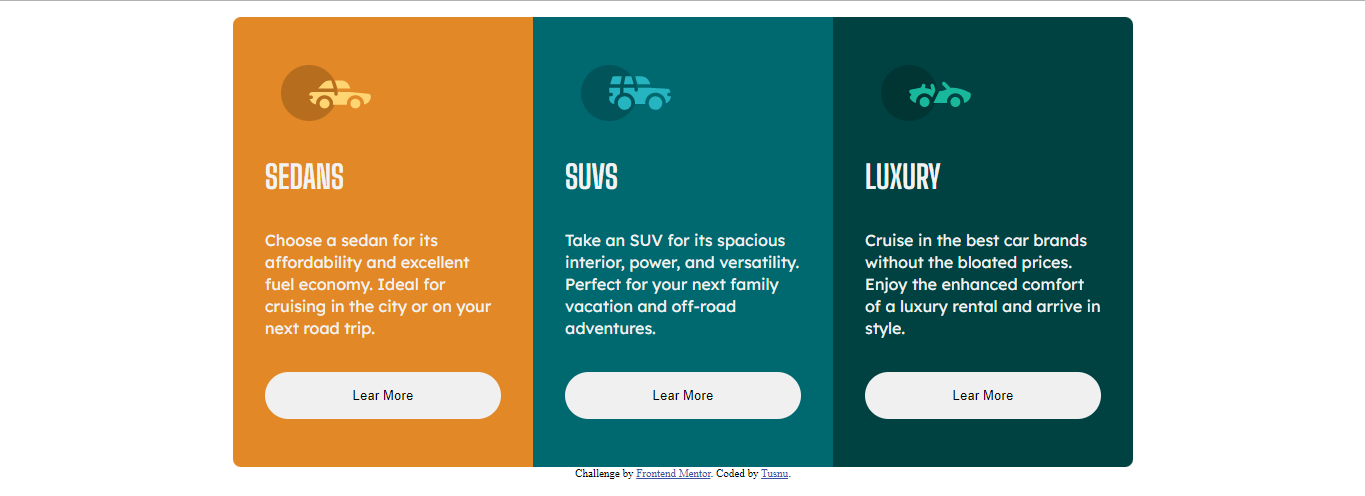 SEDANS
Choose a sedan for its
affordability and excellent
fuel economy. Ideal for
cruising in the city or on your
next road trip.
Lear More
SUVS
Take an SUV for its spacious
interior, power, and versatility.
Perfect for your next family
vacation and off-road
adventures.
Lear More
LUXURY
Cruise in the best car brands
without the bloated prices.
Enjoy the enhanced comfort
of a luxury rental and arrive in
style.
Lear More
Challenge by Frontend Mentor. Coded by Tusnu.